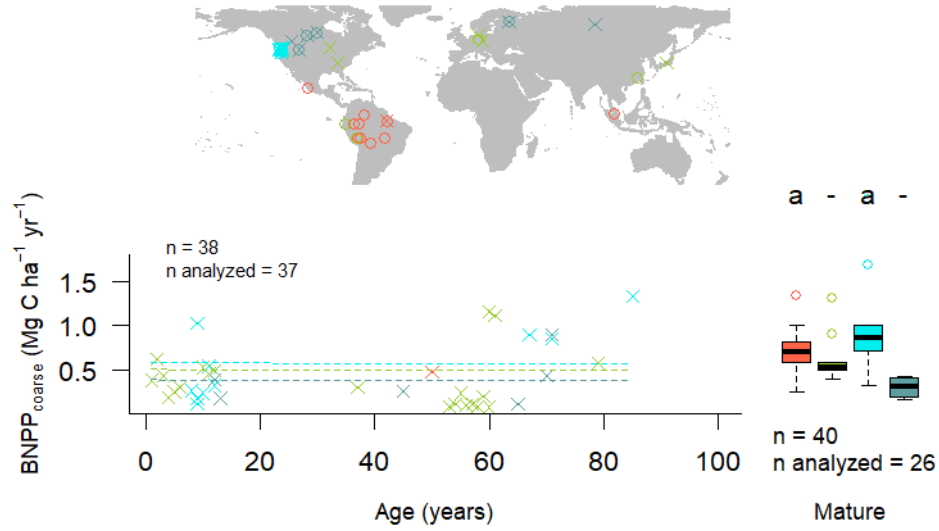 a - a -
BNPPcoarse (Mg C ha⁻¹ yr⁻¹)
n = 38
n analyzed = 37
1.5
1.0
0.5
0 20 40 60 80 100
Age (years)
n = 40
n analyzed = 26
Mature